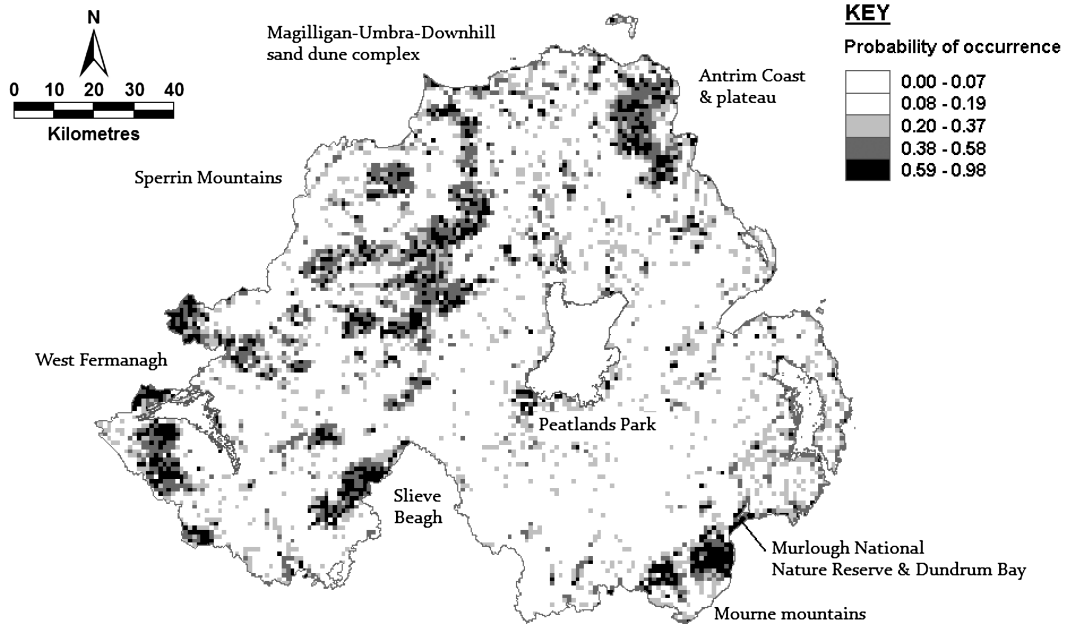 N
0 10 20 30 40
Kilometres
Magilligan-Umbra-Downhill
sand dune complex
KEY
Probability of occurrence
0.00 - 0.07
0.08 - 0.19
0.20 - 0.37
0.38 - 0.58
0.59 - 0.98
Antrim Coast
& plateau
Sperrin Mountains
West Fermanagh
Peatlands Park
Slieve
Beagh
Murlough National
Nature Reserve & Dundrum Bay
Mourne mountains